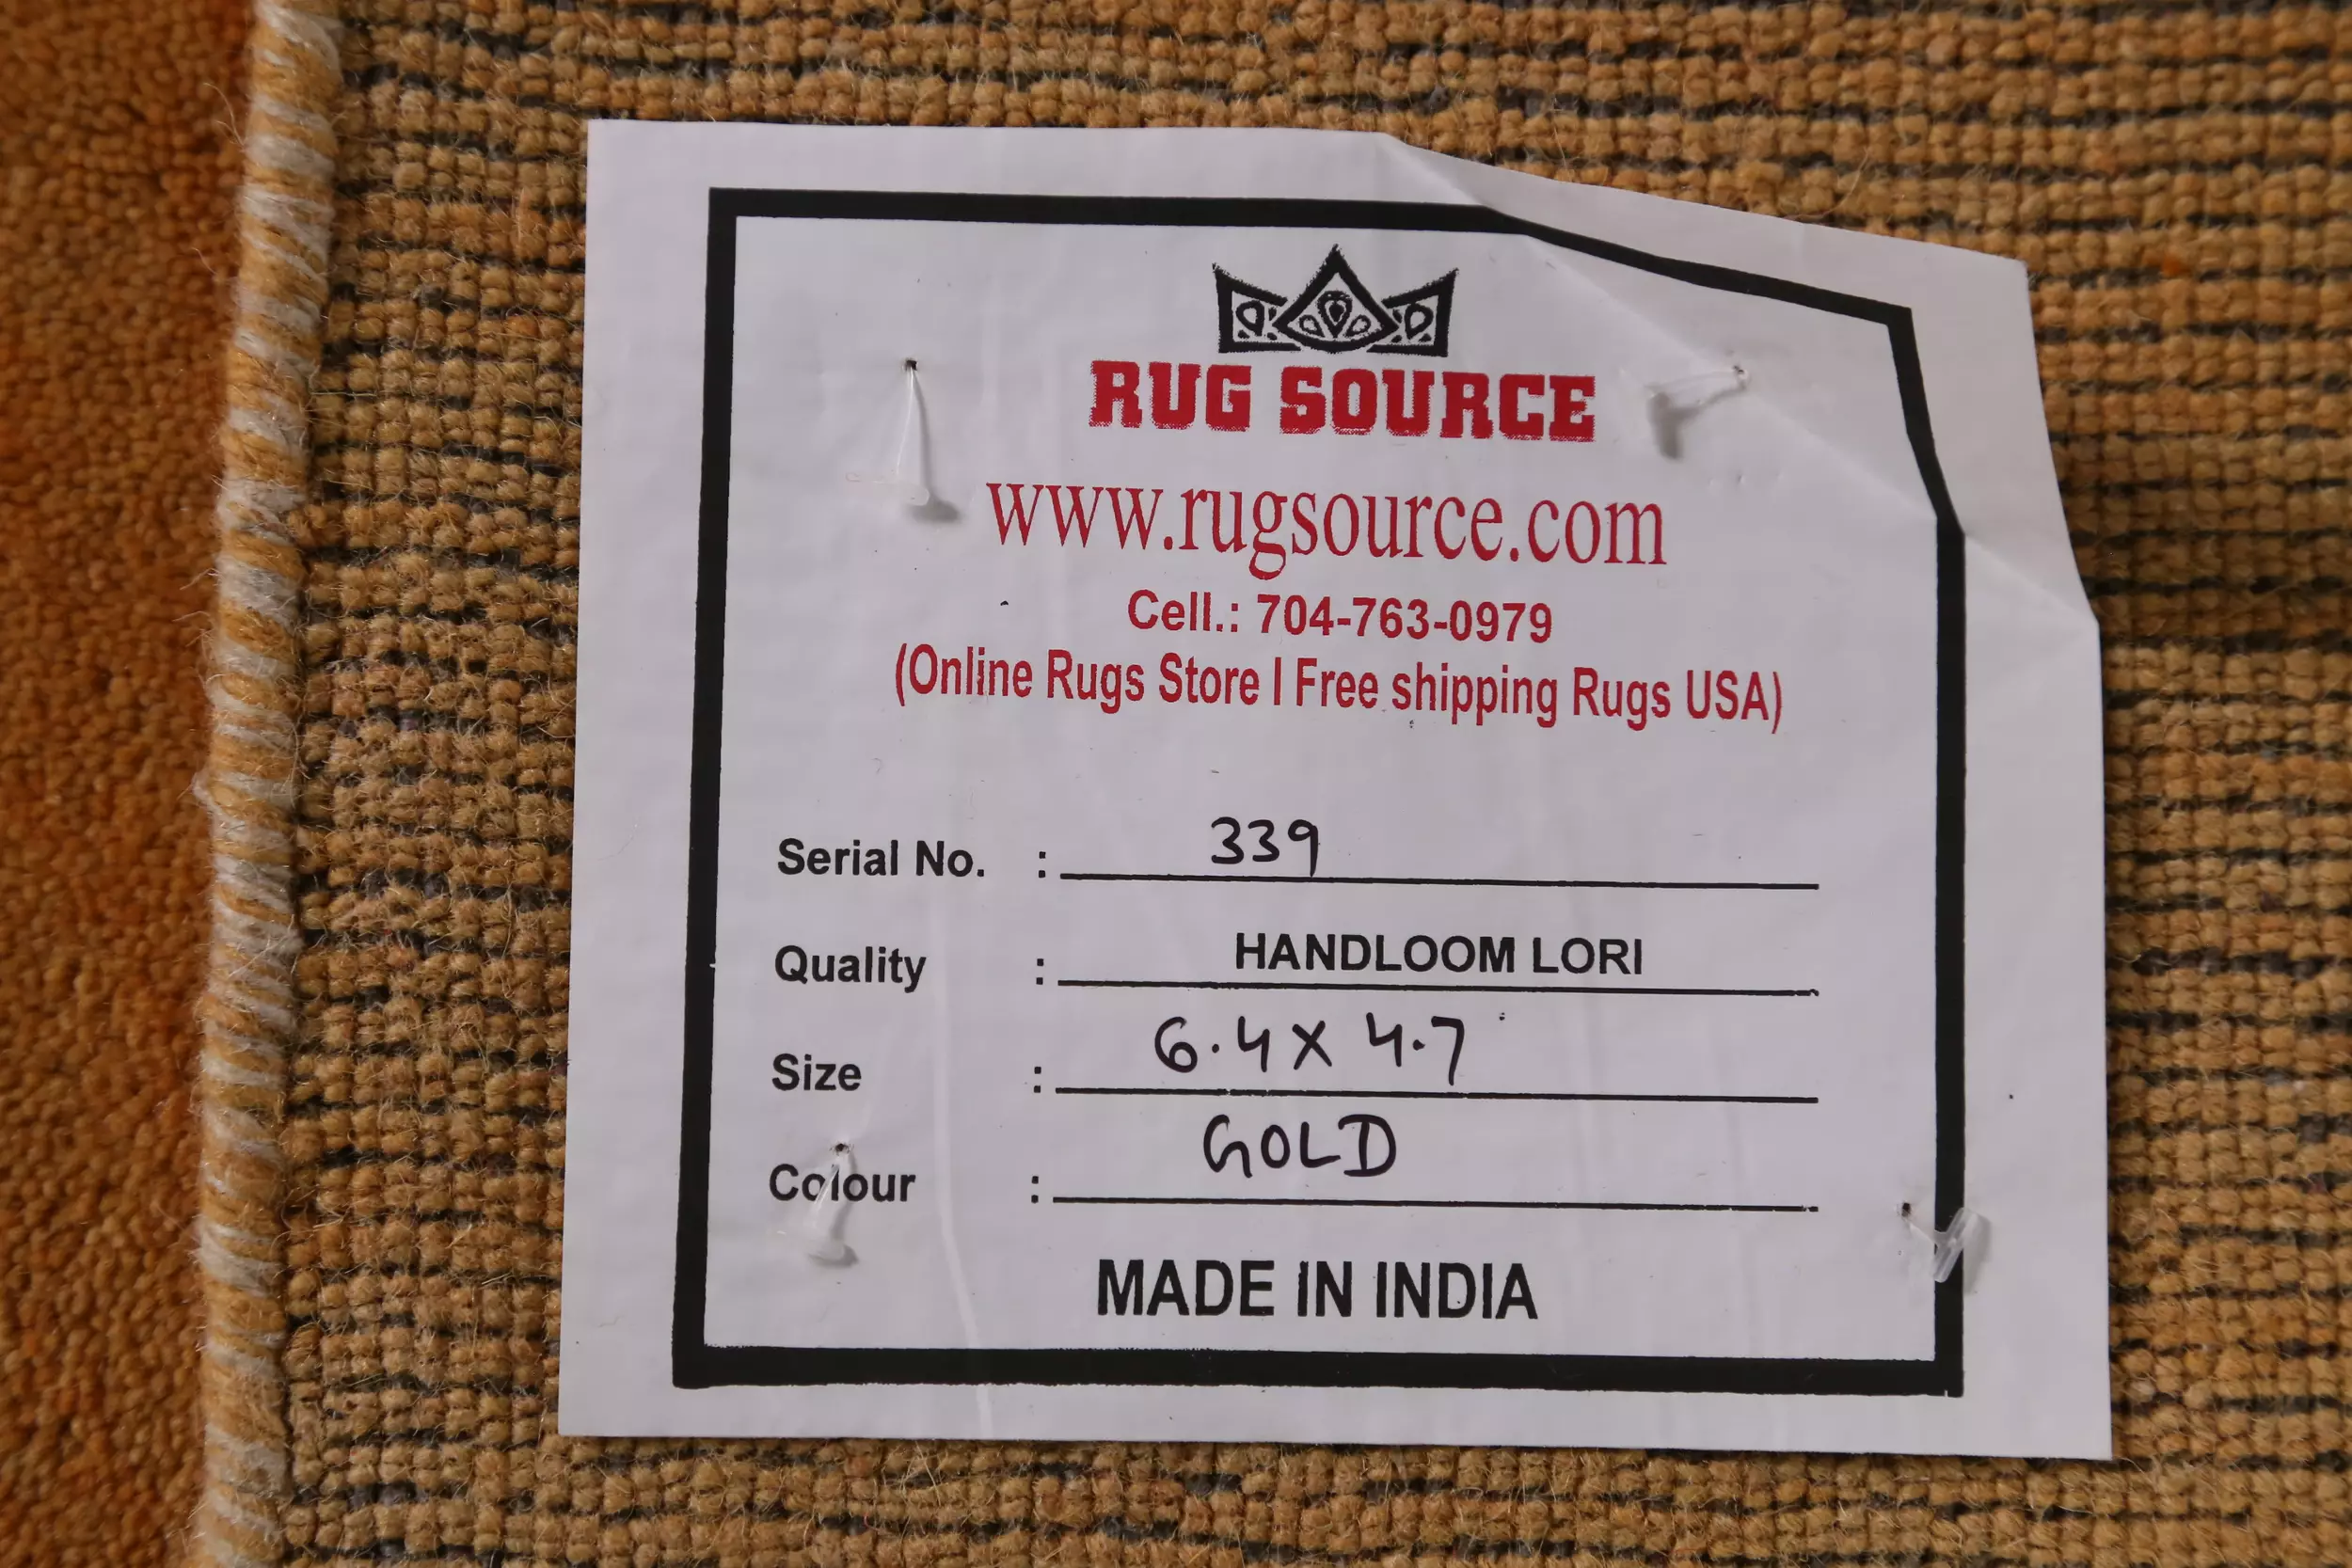 RUG SOURCE
www.rugsource.com
Cell.: 704-763-0979
(Online Rugs Store I Free shipping Rugs USA)
Serial No. : 339
Quality : HANDLOOM LORI
Size : 6.4 X 4.7
Colour : GOLD
MADE IN INDIA